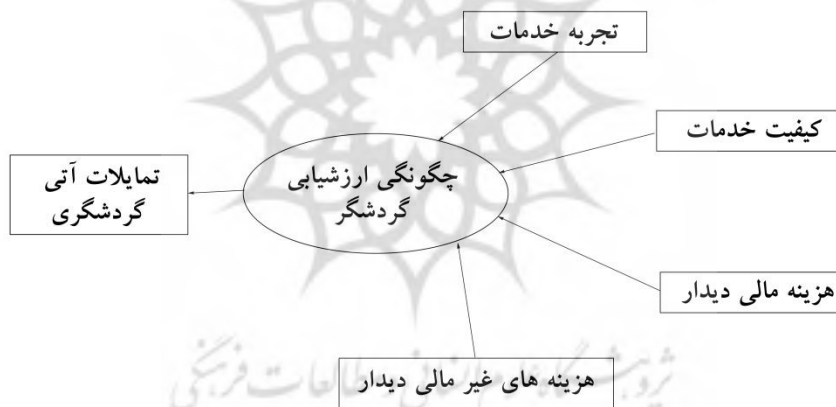 تجربه خدمات
کیفیت خدمات
چگونگی ارزشیابی
گردشگر
تمایلات آتی
گردشگری
هزینه مالی دیدار
هزینه های غیر مالی دیدار